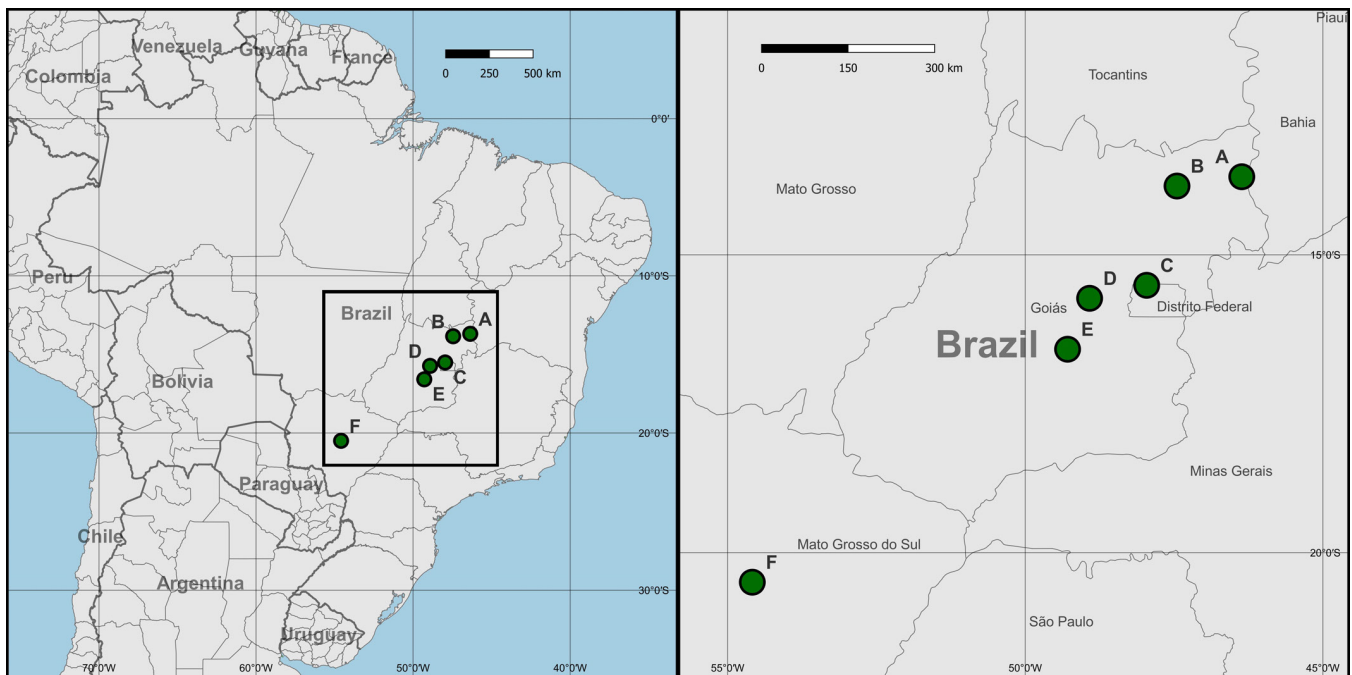 Venezuela
Guyana
France
Colombia
0 250 500 km
0°0'
Peru
10°0'S
Brazil
A
B
D
C
E
Bolivia
F
20°0'S
Paraguay
Chile
Argentina
30°0'S
Uruguay
70°0'W 60°0'W 50°0'W 40°0'W
Piauí
0 150 300 km
Tocantins
Bahia
A
B
Mato Grosso
15°0'S
C
D
Goiás
Distrito Federal
E
Brazil
Minas Gerais
Mato Grosso do Sul
20°0'S
F
São Paulo
55°0'W 50°0'W 45°0'W